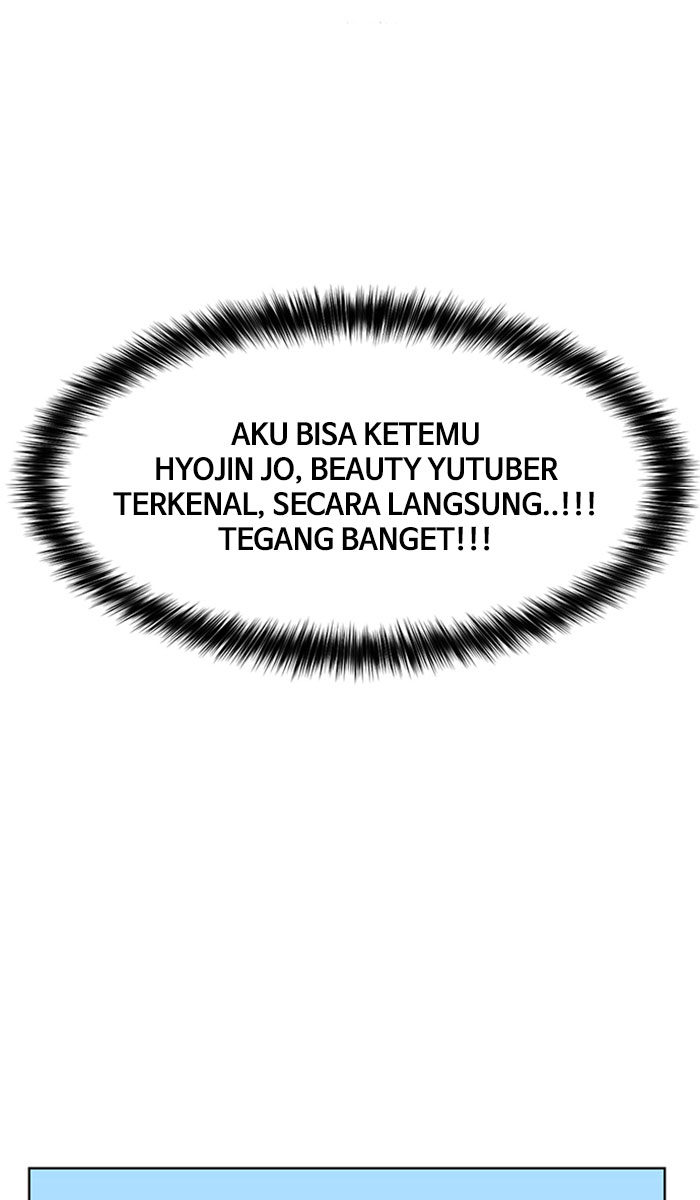 AKU BISA KETEMU
HYOJIN JO, BEAUTY YUTUBER
TERKENAL, SECARA LANGSUNG..!!!
TEGANG BANGET!!!